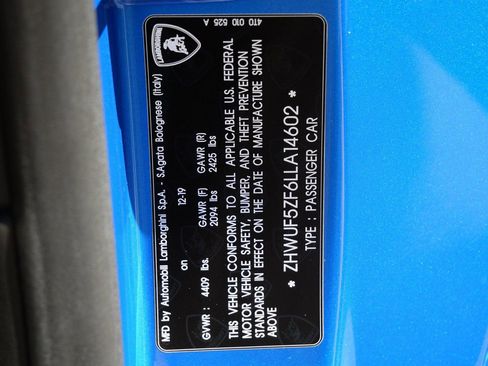 LAMBORGHINI
4T0 010 525 A
MFD by Automobili Lamborghini S.p.A. - S.Agata Bolognese (Italy)
on 12-19
GVWR : 4409 lbs. GAWR (F) GAWR (R)
2094 lbs 2425 lbs
THIS VEHICLE CONFORMS TO ALL APPLICABLE U.S. FEDERAL
MOTOR VEHICLE SAFETY, BUMPER, AND THEFT PREVENTION
STANDARDS IN EFFECT ON THE DATE OF MANUFACTURE SHOWN
ABOVE
* ZHWUF5ZF6LLA14602 *
TYPE : PASSENGER CAR